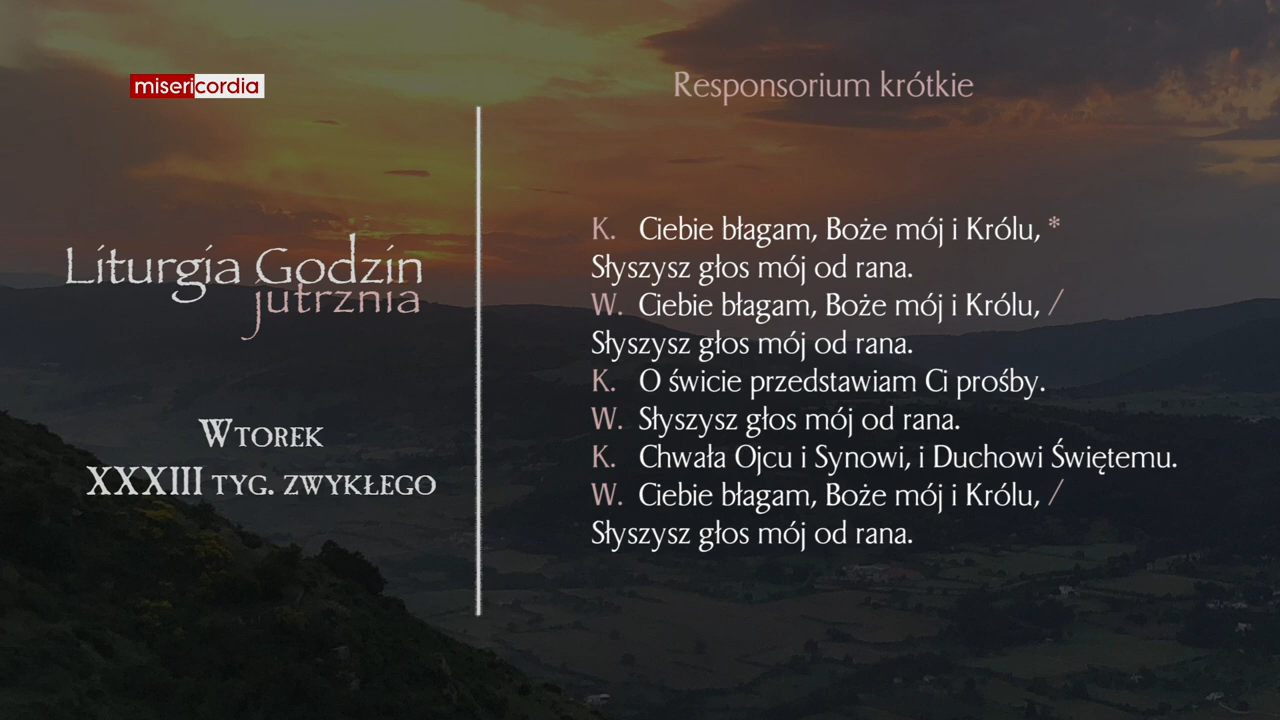 misericordia
Liturgia Godzin
jutrznia
Wtorek
XXXIII tyg. zwykłego
Responsorium krótkie
K. Ciebie błagam, Boże mój i Królu, *
Słyszysz głos mój od rana.
W. Ciebie błagam, Boże mój i Królu, /
Słyszysz głos mój od rana.
K. O świcie przedstawiam Ci prośby.
W. Słyszysz głos mój od rana.
K. Chwała Ojcu i Synowi, i Duchowi Świętemu.
W. Ciebie błagam, Boże mój i Królu, /
Słyszysz głos mój od rana.